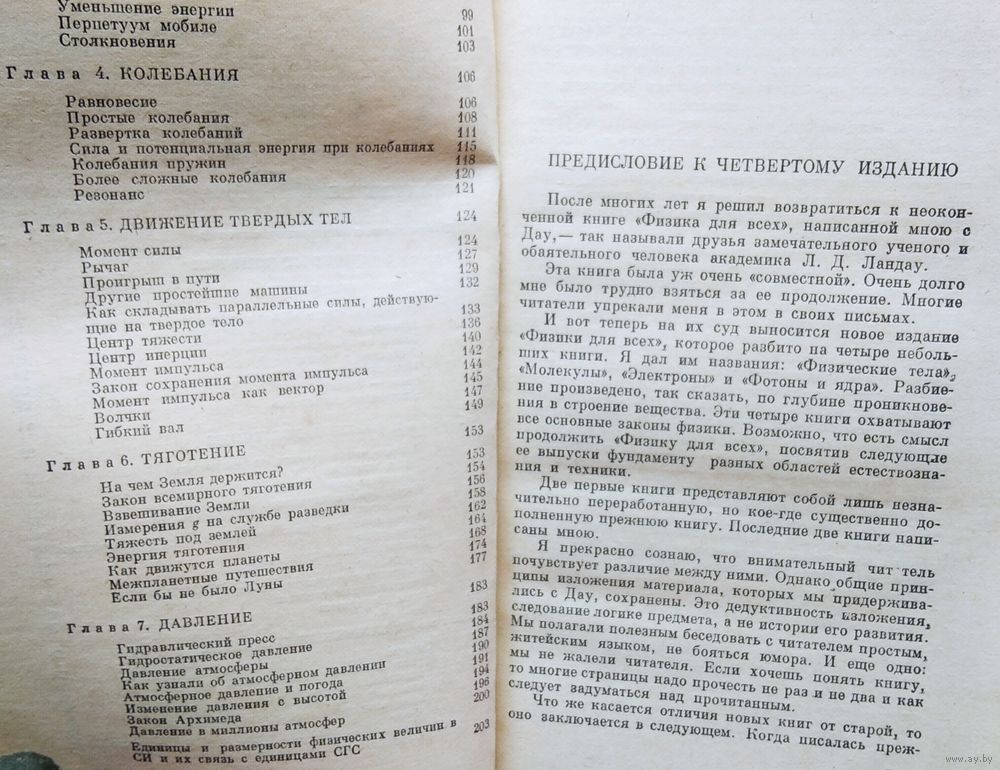 Уменьшение энергии 99
Перпетуум мобиле 101
Столкновения 103
Глава 4. КОЛЕБАНИЯ 106
Равновесие 106
Простые колебания 108
Развертка колебаний 111
Сила и потенциальная энергия при колебаниях 115
Колебания пружин 118
Более сложные колебания 120
Резонанс 121
Глава 5. ДВИЖЕНИЕ ТВЕРДЫХ ТЕЛ 124
Момент силы 124
Рычаг 127
Проигрыш в пути 129
Другие простейшие машины 132
Как складывать параллельные силы, действую-
щие на твердое тело 133
Центр тяжести 136
Центр инерции 140
Момент импульса 142
Закон сохранения момента импульса 144
Момент импульса как вектор 145
Волчки 147
Гибкий вал 149
Глава 6. ТЯГОТЕНИЕ 153
На чем Земля держится? 153
Закон всемирного тяготения 154
Взвешивание Земли 156
Измерения g на службе разведки 158
Тяжесть под землей 162
Энергия тяготения 164
Как движутся планеты 168
Межпланетные путешествия 174
Если бы не было Луны 177
Глава 7. ДАВЛЕНИЕ 183
Гидравлический пресс 183
Гидростатическое давление 184
Давление атмосферы 187
Как узнали об атмосферном давлении 190
Атмосферное давление и погода 191
Изменение давления с высотой 194
Закон Архимеда 196
Давление в миллионы атмосфер 200
Единицы и размерности физических величин в
СИ и их связь с единицами СГС 203
ПРЕДИСЛОВИЕ К ЧЕТВЕРТОМУ ИЗДАНИЮ
После многих лет я решил возвратиться к неокон-
ченной книге «Физика для всех», написанной мною с
Дау,— так называли друзья замечательного ученого и
обаятельного человека академика Л. Д. Ландау.
Эта книга была уж очень «совместной». Очень долго
мне было трудно взяться за ее продолжение. Многие
читатели упрекали меня в этом в своих письмах.
И вот теперь на их суд выносится новое издание
«Физики для всех», которое разбито на четыре неболь-
ших книги. Я дал им названия: «Физические тела»,
«Молекулы», «Электроны» и «Фотоны и ядра». Разбие-
ние произведено, так сказать, по глубине проникнове-
ния в строение вещества. Эти четыре книги охватывают
все основные законы физики. Возможно, что есть смысл
продолжить «Физику для всех», посвятив следующие
ее выпуски фундаменту разных областей естествозна-
ния и техники.
Две первые книги представляют собой лишь незна-
чительно переработанную, но кое-где существенно до-
полненную прежнюю книгу. Последние две книги напи-
саны мною.
Я прекрасно сознаю, что внимательный чит тель
почувствует различие между ними. Однако общие прин-
ципы изложения материала, которых мы придержива-
лись с Дау, сохранены. Это дедуктивность изложения,
следование логике предмета, а не истории его развития.
Мы полагали полезным беседовать с читателем простым,
житейским языком, не бояться юмора. И еще одно:
мы не жалели читателя. Если хочешь понять книгу,
то многие страницы надо прочесть не раз и не два и как
следует задуматься над прочитанным.
Что же касается отличия новых книг от старой, то
оно заключается в следующем. Когда писалась преж-
www.ay.by